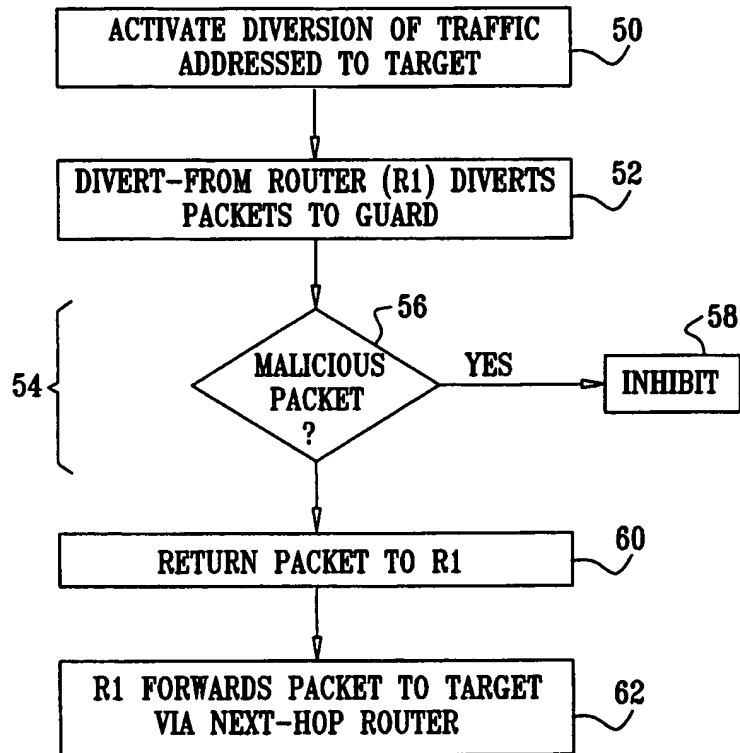 ACTIVATE DIVERSION OF TRAFFIC
ADDRESSED TO TARGET
50
DIVERT-FROM ROUTER (R1) DIVERTS
PACKETS TO GUARD
52
54
56
MALICIOUS
PACKET
?
YES
58
INHIBIT
RETURN PACKET TO R1
60
R1 FORWARDS PACKET TO TARGET
VIA NEXT-HOP ROUTER
62